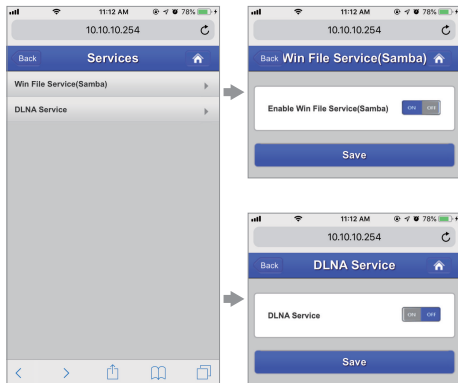 11:12 AM
78%
10.10.10.254
Back
Services
Win File Service(Samba)
DLNA Service
11:12 AM
78%
10.10.10.254
Back
Win File Service(Samba)
Enable Win File Service(Samba)
ON OFF
Save
11:12 AM
78%
10.10.10.254
Back
DLNA Service
DLNA Service
ON OFF
Save